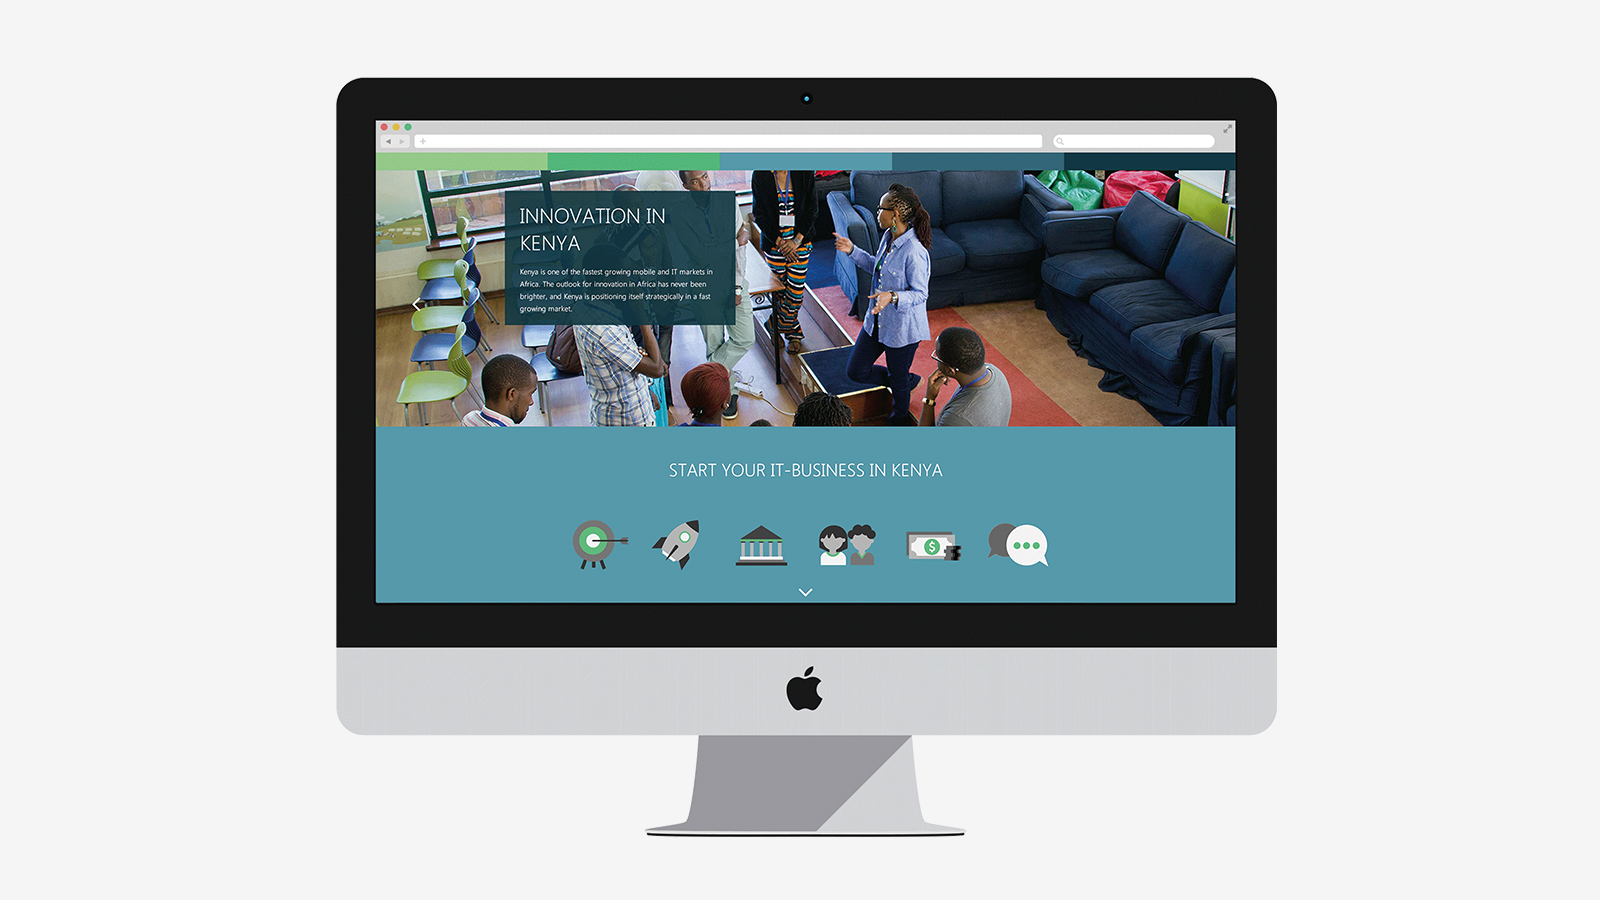 INNOVATION IN
KENYA
Kenya is one of the fastest growing mobile and IT markets in
Africa. The outlook for innovation in Africa has never been
brighter, and Kenya is positioning itself strategically in a fast
growing market.
START YOUR IT-BUSINESS IN KENYA
$